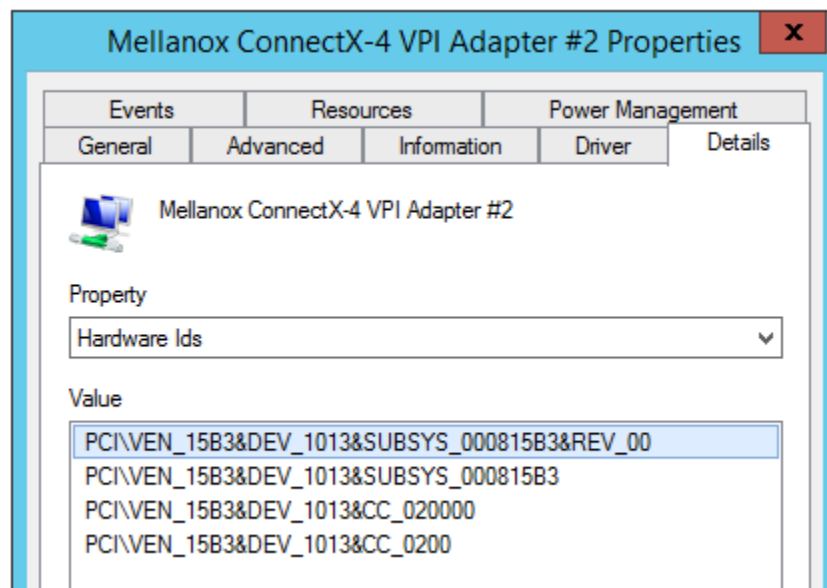 Mellanox ConnectX-4 VPI Adapter #2 Properties
x
Events Resources Power Management
General Advanced Information Driver Details
Mellanox ConnectX-4 VPI Adapter #2
Property
Hardware Ids
Value
PCI\VEN_15B3&DEV_1013&SUBSYS_000815B3&REV_00
PCI\VEN_15B3&DEV_1013&SUBSYS_000815B3
PCI\VEN_15B3&DEV_1013&CC_020000
PCI\VEN_15B3&DEV_1013&CC_0200